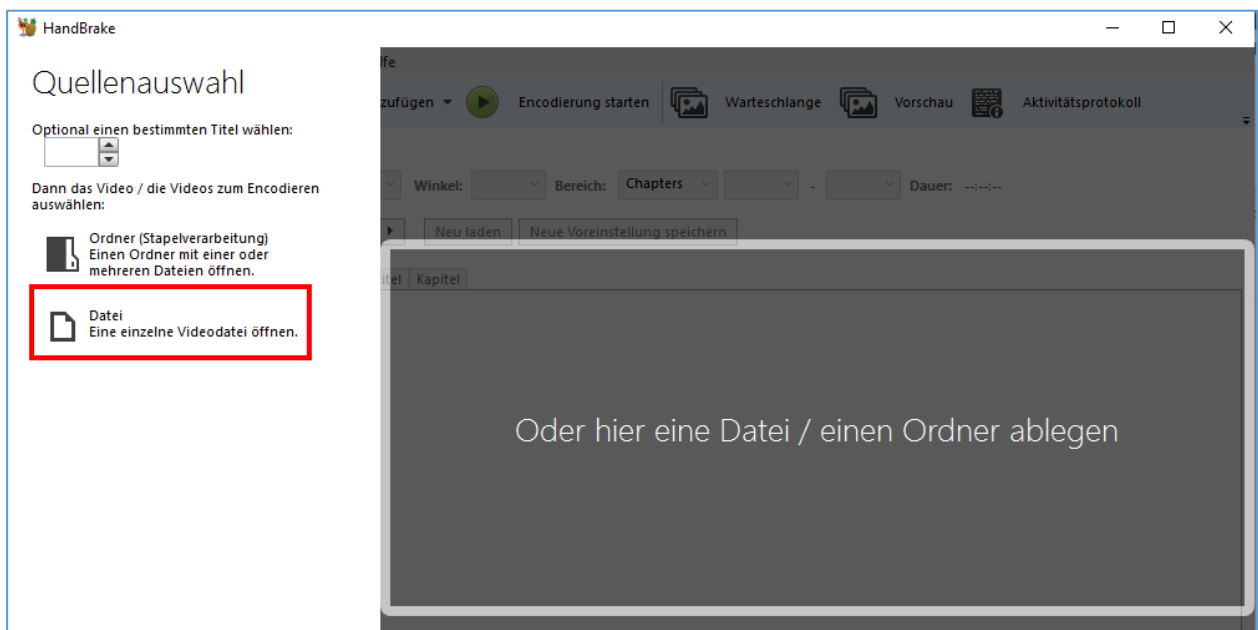 HandBrake
Quellenauswahl
Optional einen bestimmten Titel wählen:
Dann das Video / die Videos zum Encodieren
auswählen:
Ordner (Stapelverarbeitung)
Einen Ordner mit einer oder
mehreren Dateien öffnen.
Datei
Eine einzelne Videodatei öffnen.
lfe
zufügen Encodierung starten Warteschlange Vorschau Aktivitätsprotokoll
Winkel: Bereich: Chapters - Dauer: --:--:--
Neu laden Neue Voreinstellung speichern
titel Kapitel
Oder hier eine Datei / einen Ordner ablegen